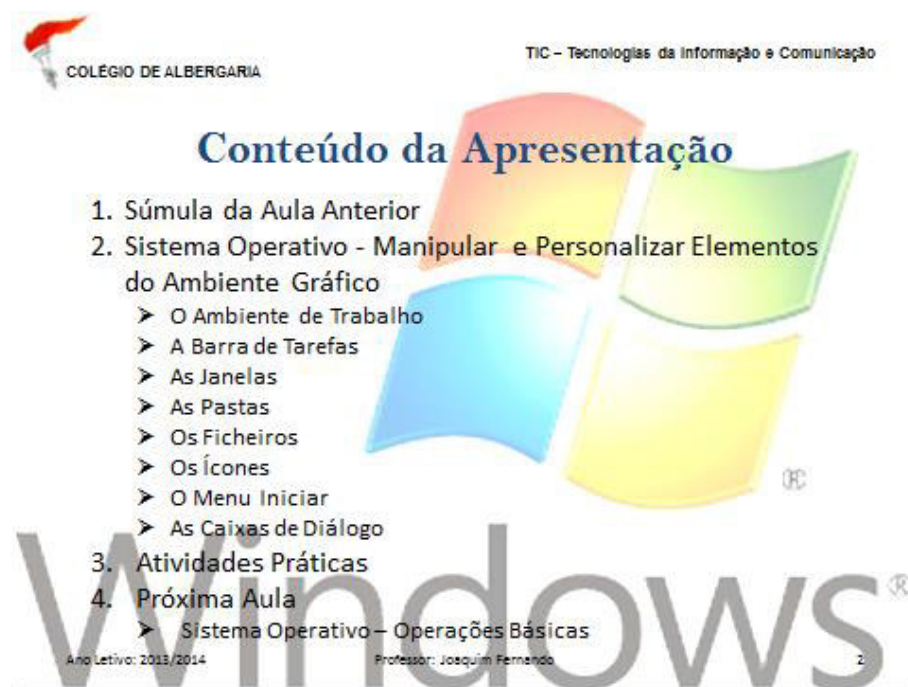 COLÉGIO DE ALBERGARIA
TIC – Tecnologias da Informação e Comunicação
Conteúdo da Apresentação
1. Súmula da Aula Anterior
2. Sistema Operativo - Manipular e Personalizar Elementos
do Ambiente Gráfico
➤ O Ambiente de Trabalho
➤ A Barra de Tarefas
➤ As Janelas
➤ As Pastas
➤ Os Ficheiros
➤ Os Ícones
➤ O Menu Iniciar
➤ As Caixas de Diálogo
3. Atividades Práticas
4. Próxima Aula
➤ Sistema Operativo – Operações Básicas
Windows®
®
Ano Letivo: 2013/2014 Professor: Joaquim Fernando 2